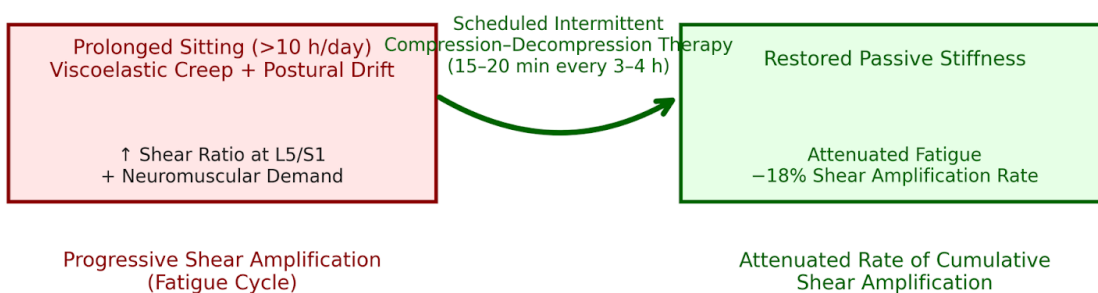 Prolonged Sitting (>10 h/day)
Viscoelastic Creep + Postural Drift
↑ Shear Ratio at L5/S1
+ Neuromuscular Demand
Progressive Shear Amplification
(Fatigue Cycle)
Scheduled Intermittent
Compression–Decompression Therapy
(15–20 min every 3–4 h)
Restored Passive Stiffness
Attenuated Fatigue
−18% Shear Amplification Rate
Attenuated Rate of Cumulative
Shear Amplification